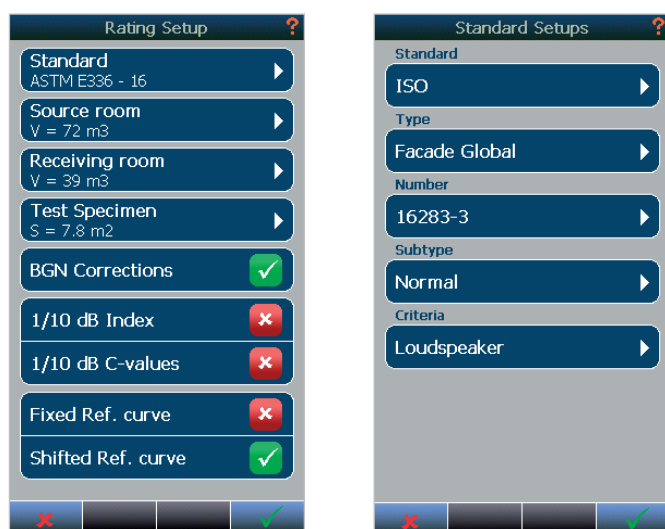 Rating Setup
?
Standard
ASTM E336 - 16
Source room
V = 72 m3
Receiving room
V = 39 m3
Test Specimen
S = 7.8 m2
BGN Corrections
1/10 dB Index
1/10 dB C-values
Fixed Ref. curve
Shifted Ref. curve
Standard Setups
?
Standard
ISO
Type
Facade Global
Number
16283-3
Subtype
Normal
Criteria
Loudspeaker